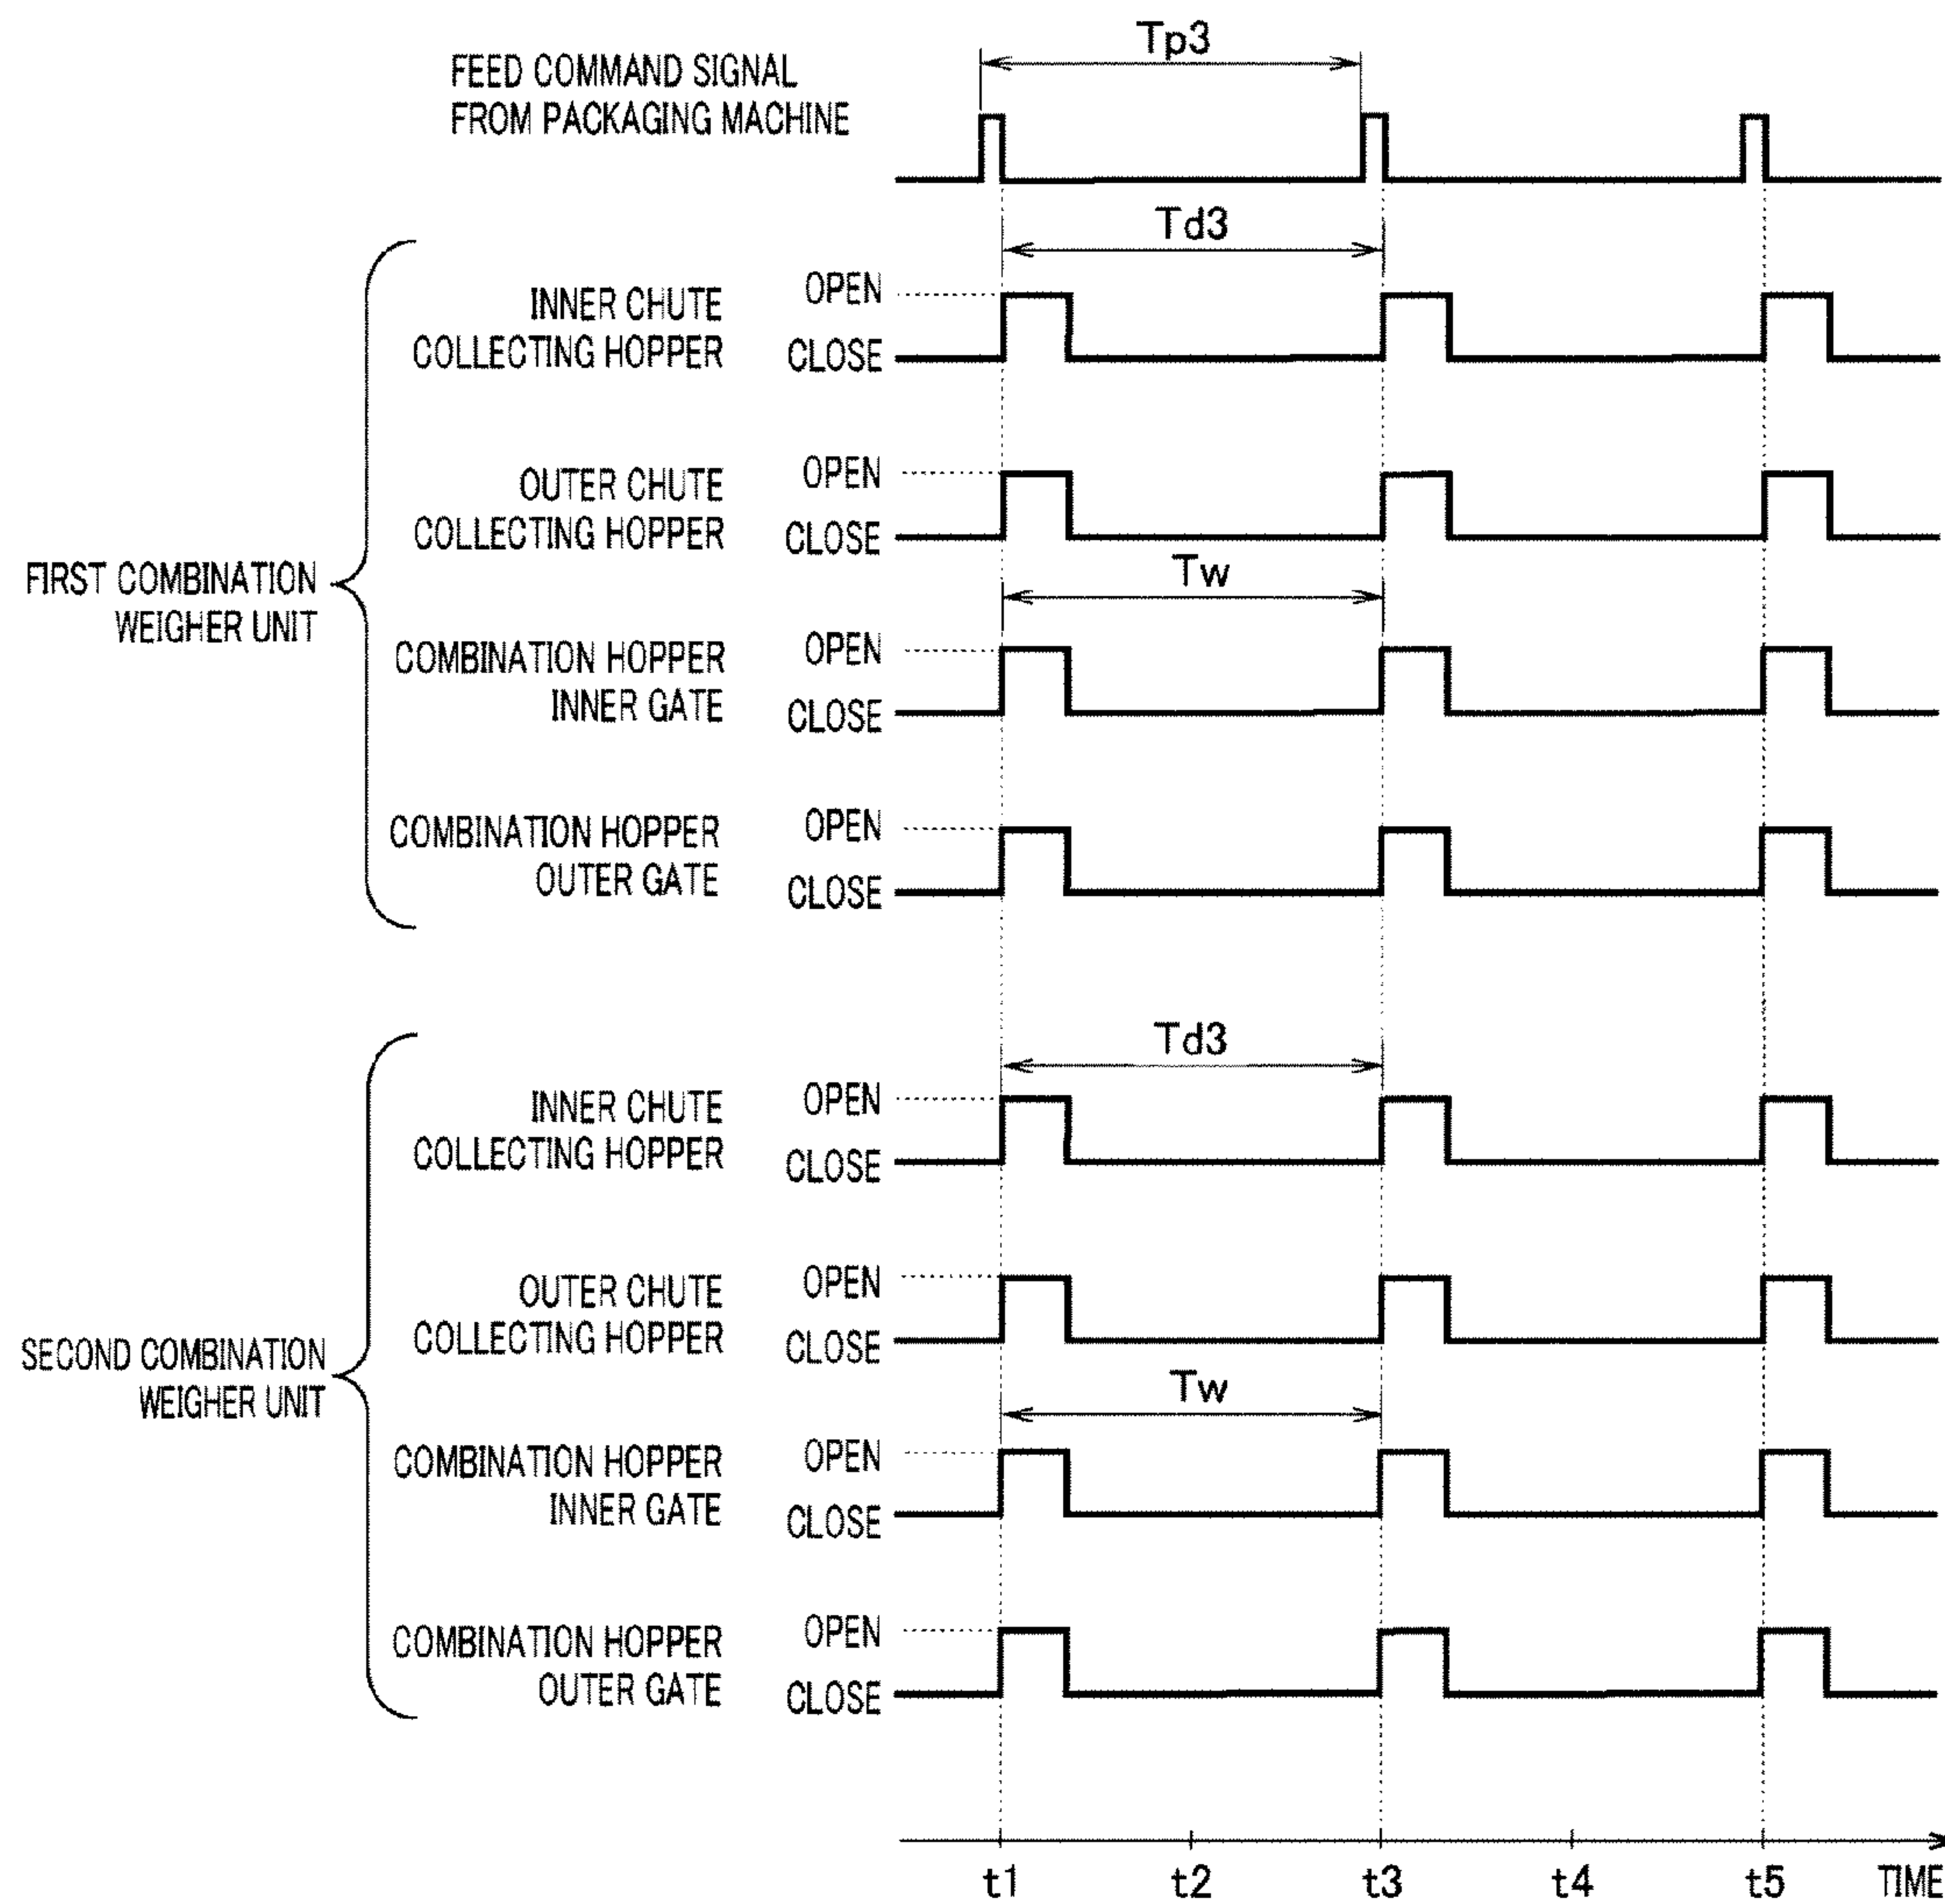 Tp3
FEED COMMAND SIGNAL
FROM PACKAGING MACHINE
Td3
INNER CHUTE
COLLECTING HOPPER
OPEN
CLOSE
OUTER CHUTE
COLLECTING HOPPER
OPEN
CLOSE
FIRST COMBINATION
WEIGHER UNIT
Tw
COMBINATION HOPPER
INNER GATE
OPEN
CLOSE
COMBINATION HOPPER
OUTER GATE
OPEN
CLOSE
Td3
INNER CHUTE
COLLECTING HOPPER
OPEN
CLOSE
OUTER CHUTE
COLLECTING HOPPER
OPEN
CLOSE
SECOND COMBINATION
WEIGHER UNIT
Tw
COMBINATION HOPPER
INNER GATE
OPEN
CLOSE
COMBINATION HOPPER
OUTER GATE
OPEN
CLOSE
t1 t2 t3 t4 t5 TIME